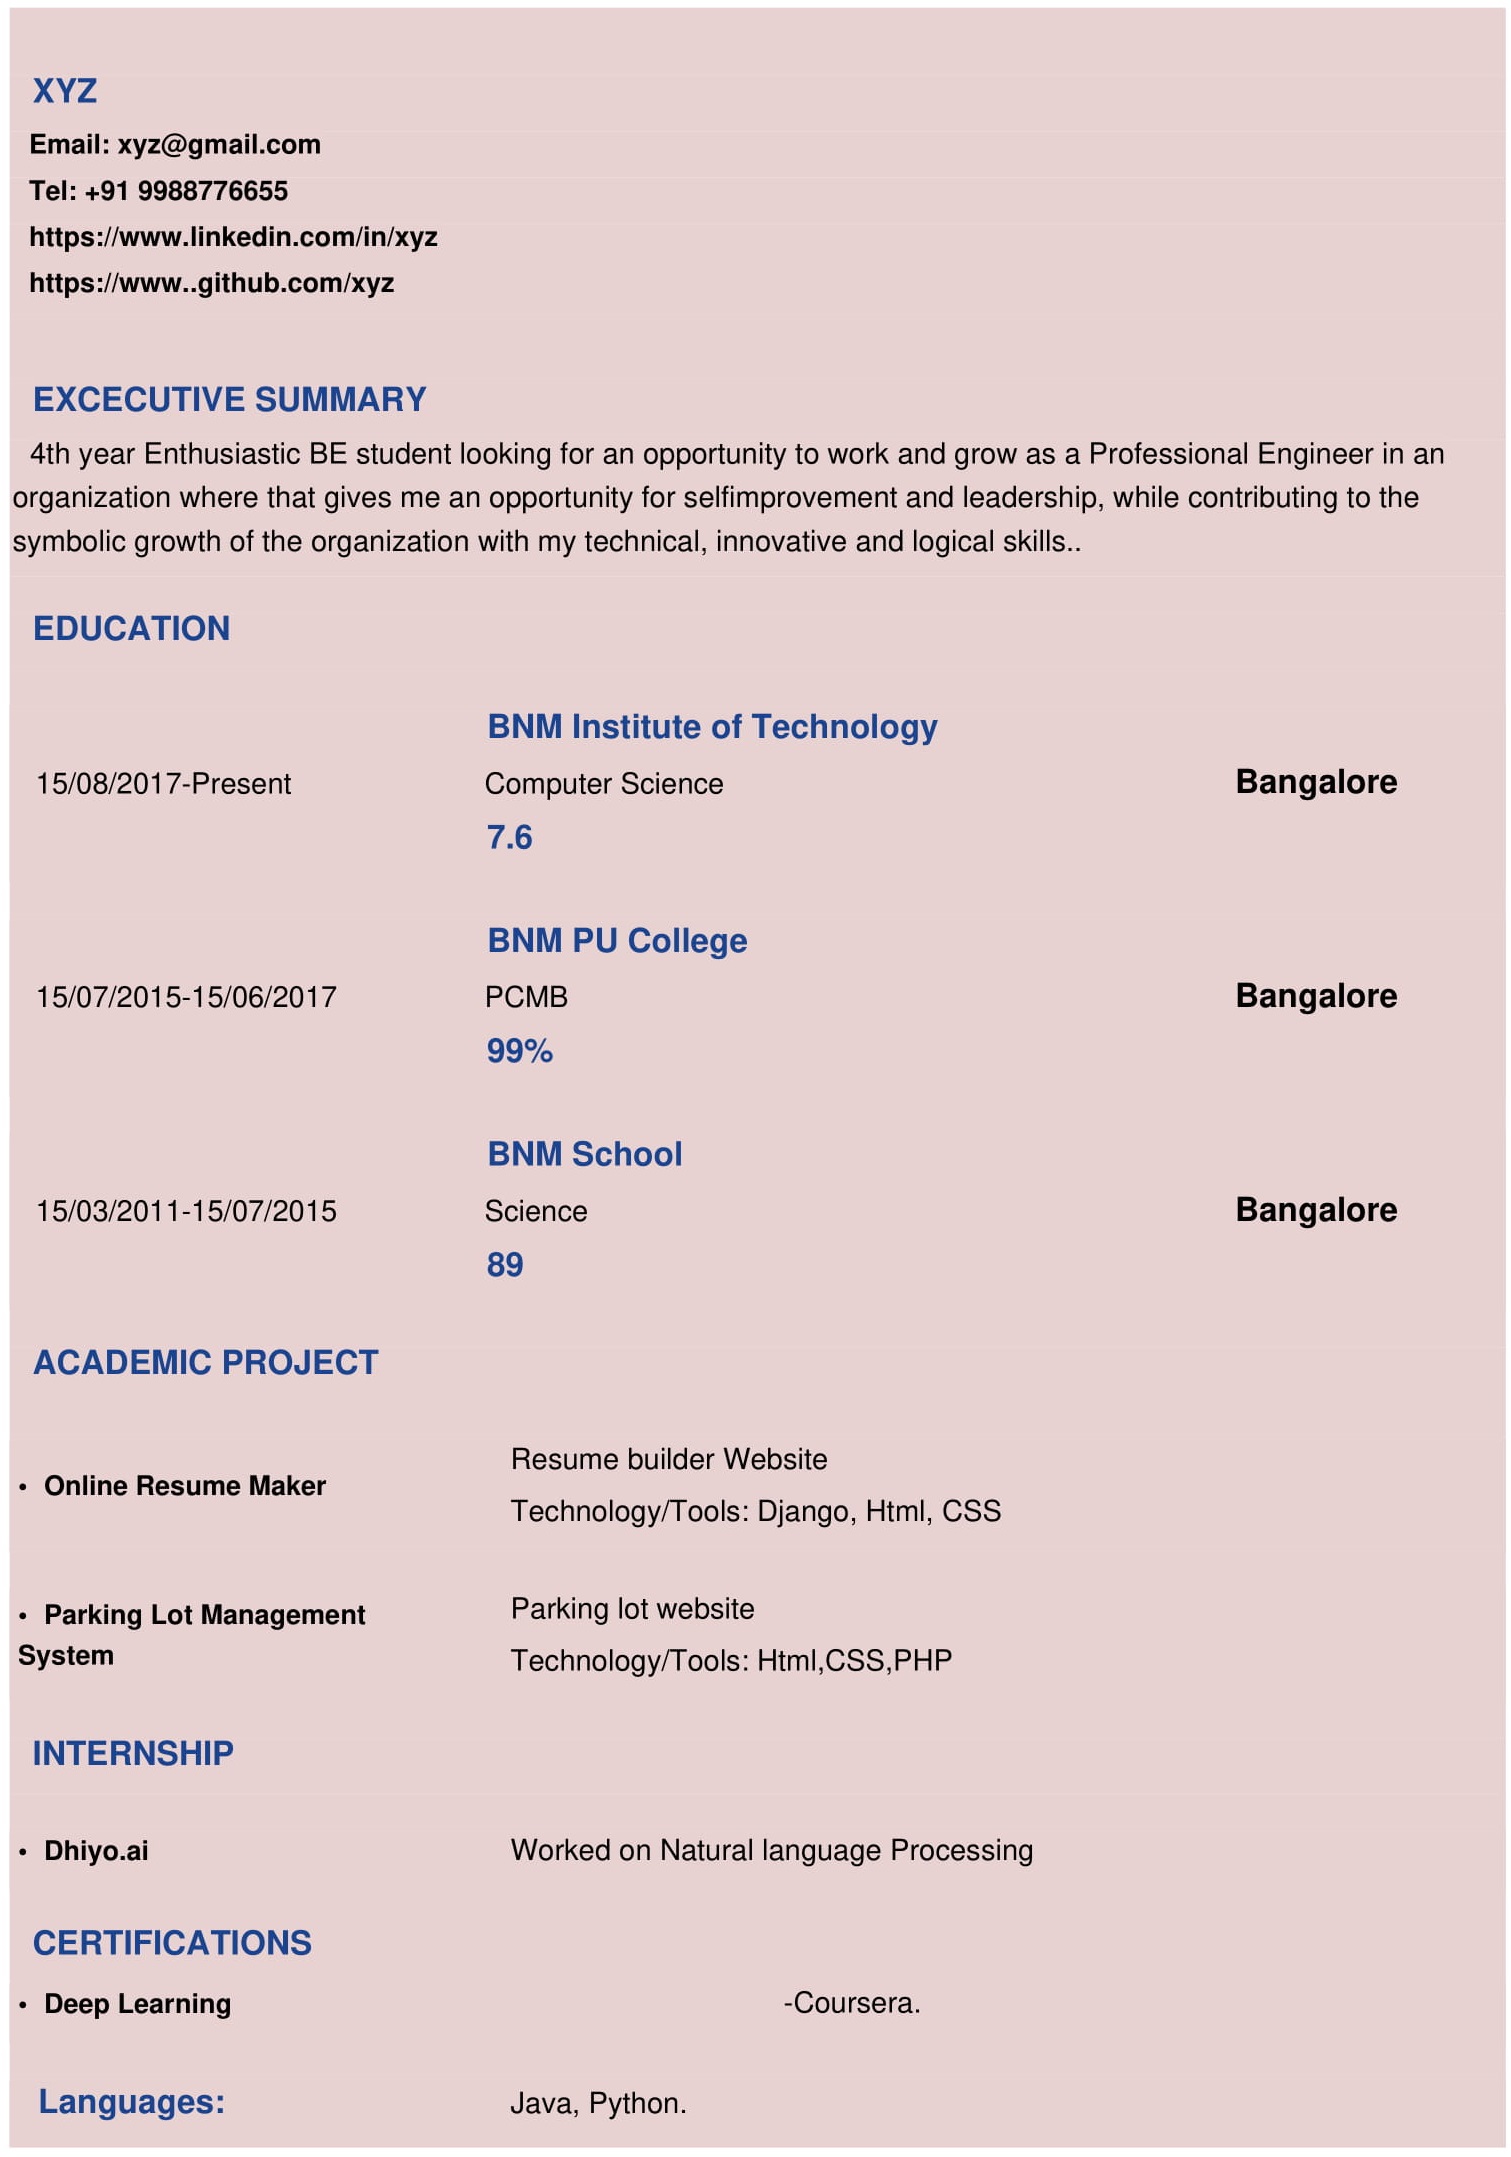 XYZ
Email: xyz@gmail.com
Tel: +91 9988776655
https://www.linkedin.com/in/xyz
https://www..github.com/xyz
EXCECUTIVE SUMMARY
4th year Enthusiastic BE student looking for an opportunity to work and grow as a Professional Engineer in an
organization where that gives me an opportunity for selfimprovement and leadership, while contributing to the
symbolic growth of the organization with my technical, innovative and logical skills..
EDUCATION
BNM Institute of Technology
15/08/2017-Present Computer Science Bangalore
7.6
BNM PU College
15/07/2015-15/06/2017 PCMB Bangalore
99%
BNM School
15/03/2011-15/07/2015 Science Bangalore
89
ACADEMIC PROJECT
• Online Resume Maker
Resume builder Website
Technology/Tools: Django, Html, CSS
• Parking Lot Management
System
Parking lot website
Technology/Tools: Html,CSS,PHP
INTERNSHIP
• Dhiyo.ai Worked on Natural language Processing
CERTIFICATIONS
• Deep Learning -Coursera.
Languages: Java, Python.